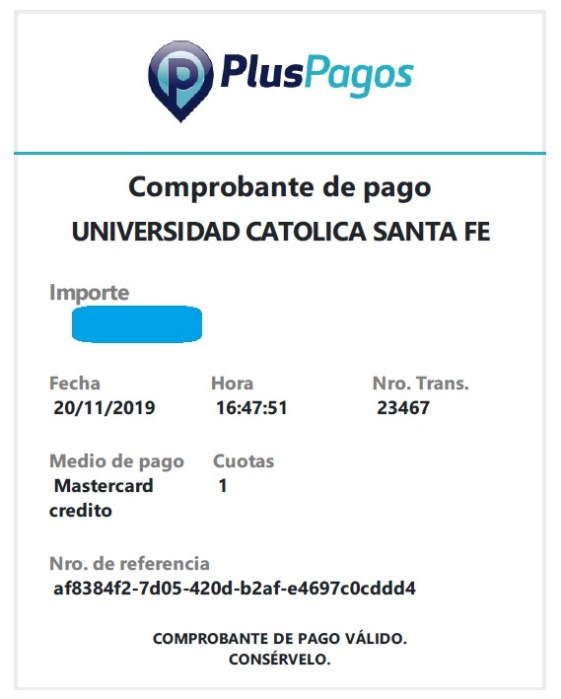 PlusPagos
Comprobante de pago
UNIVERSIDAD CATOLICA SANTA FE
Importe
Fecha Hora Nro. Trans.
20/11/2019 16:47:51 23467
Medio de pago Cuotas
Mastercard 1
credito
Nro. de referencia
af8384f2-7d05-420d-b2af-e4697c0cddd4
COMPROBANTE DE PAGO VÁLIDO.
CONSÉRVELO.